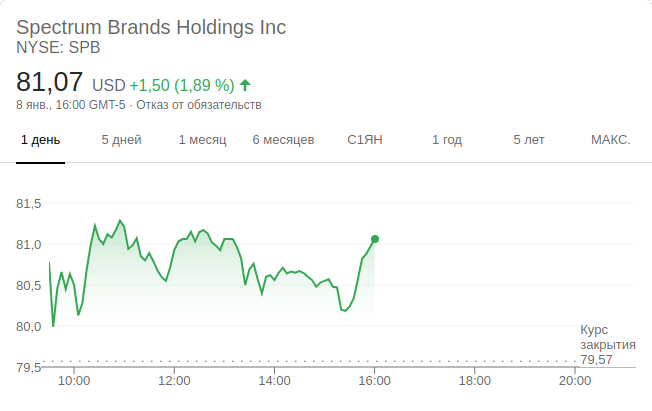 Spectrum Brands Holdings Inc
NYSE: SPB
81,07 USD +1,50 (1,89 %)
8 янв., 16:00 GMT-5 · Отказ от обязательств
1 день 5 дней 1 месяц 6 месяцев С1ЯН 1 год 5 лет МАКС.
81,5
81,0
80,5
80,0
Курс
закрытия
79,57
79,5
10:00 12:00 14:00 16:00 18:00 20:00